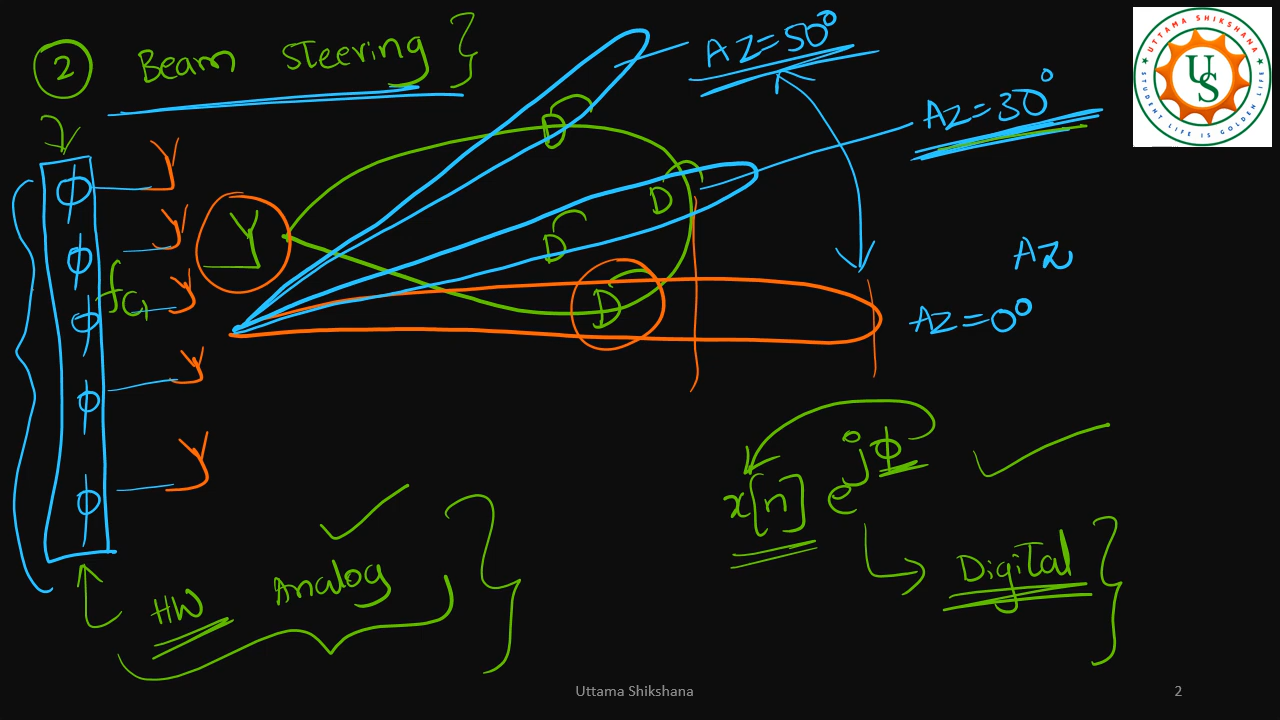 2 Beam Steering
AZ=50°
AZ=30°
UTTAMA SHIKSHANA
US
STUDENT LIFE IS GOLDEN LIFE
ϕ
ϕ
ϕ
ϕ
ϕ
D
D
D
D
AZ
AZ=0°
x[n] e^jϕ
HW Analog
Digital
Uttama Shikshana
2